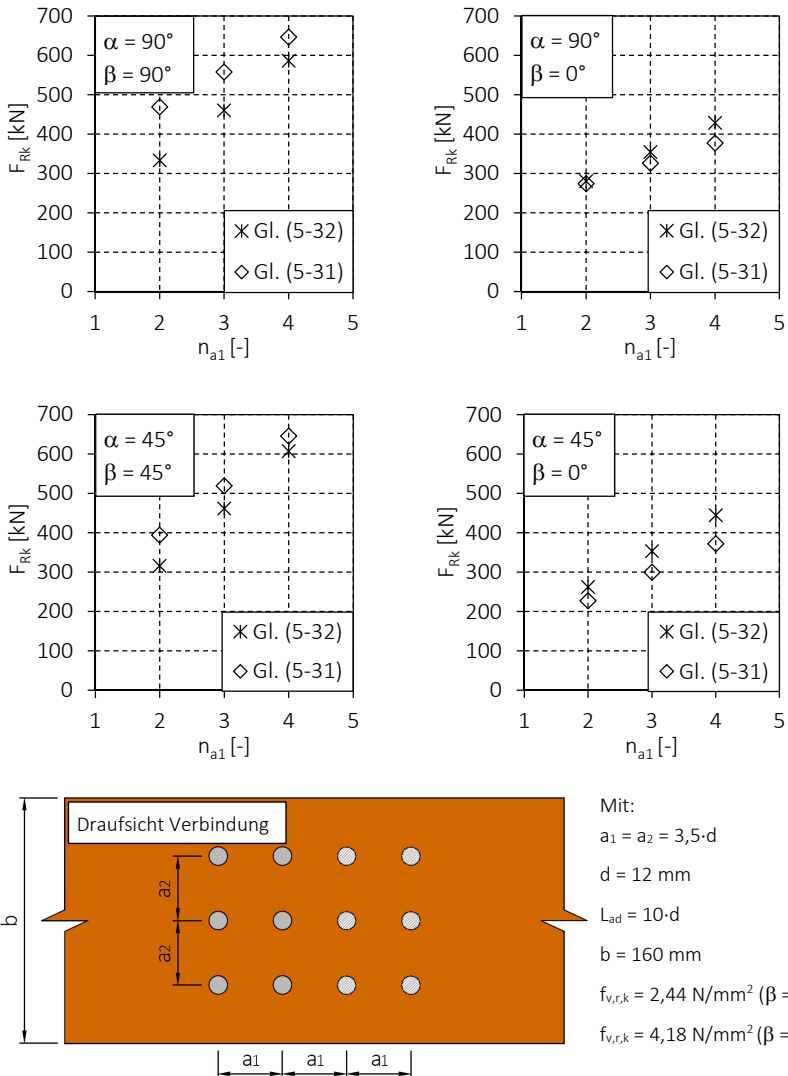 700
600
500
400
300
200
100
0
F_Rk [kN]
α = 90°
β = 90°
Gl. (5-32)
Gl. (5-31)
1 2 3 4 5
n_a1 [-]
700
600
500
400
300
200
100
0
F_Rk [kN]
α = 90°
β = 0°
Gl. (5-32)
Gl. (5-31)
1 2 3 4 5
n_a1 [-]
700
600
500
400
300
200
100
0
F_Rk [kN]
α = 45°
β = 45°
Gl. (5-32)
Gl. (5-31)
1 2 3 4 5
n_a1 [-]
700
600
500
400
300
200
100
0
F_Rk [kN]
α = 45°
β = 0°
Gl. (5-32)
Gl. (5-31)
1 2 3 4 5
n_a1 [-]
Draufsicht Verbindung
b
a2
a2
a1 a1 a1
Mit:
a₁ = a₂ = 3,5·d
d = 12 mm
L_ad = 10·d
b = 160 mm
f_v,r,k = 2,44 N/mm² (β =
f_v,r,k = 4,18 N/mm² (β =